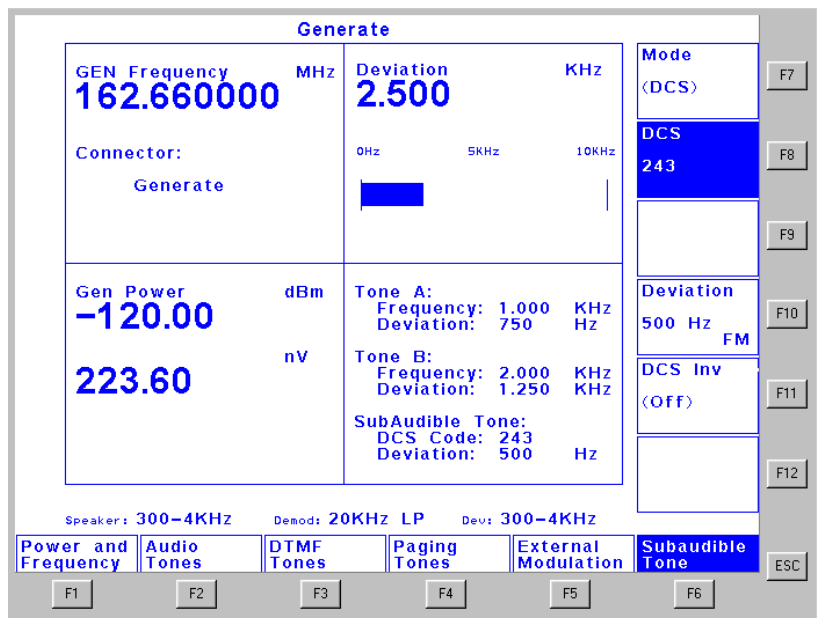 Generate
GEN Frequency MHz
162.660000
Connector:
Generate
Deviation KHz
2.500
0Hz 5KHz 10KHz
Gen Power dBm
−120.00
nV
223.60
Tone A:
Frequency: 1.000 KHz
Deviation: 750 Hz
Tone B:
Frequency: 2.000 KHz
Deviation: 1.250 KHz
SubAudible Tone:
DCS Code: 243
Deviation: 500 Hz
Mode
(DCS)
F7
DCS
243
F8
F9
Deviation
500 Hz
FM
F10
DCS Inv
(Off)
F11
F12
Speaker: 300−4KHz Demod: 20KHz LP Dev: 300−4KHz
Power and Frequency
Audio Tones
DTMF Tones
Paging Tones
External Modulation
Subaudible Tone
ESC
F1 F2 F3 F4 F5 F6